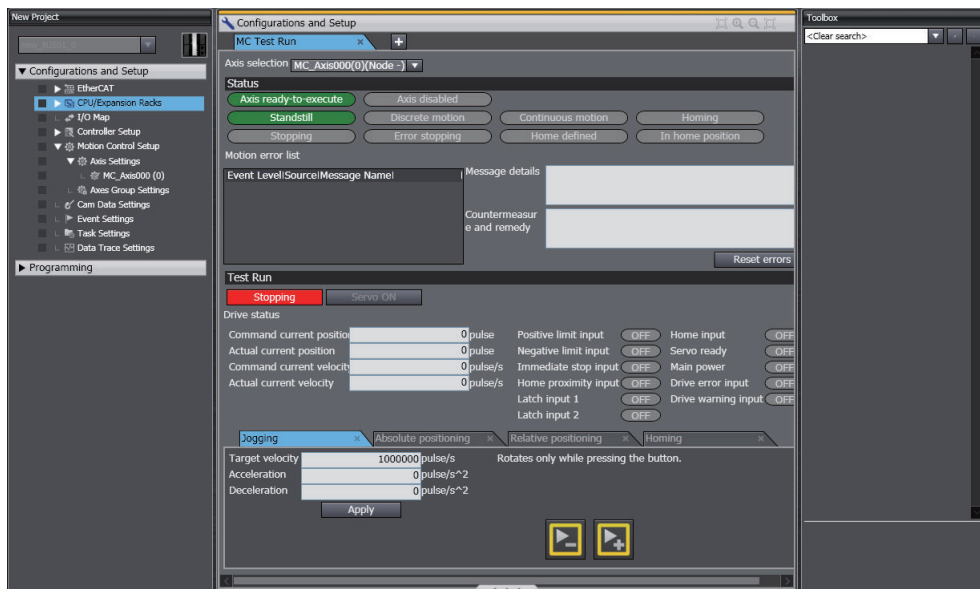 New Project
Configurations and Setup
EtherCAT
CPU/Expansion Racks
I/O Map
Controller Setup
Motion Control Setup
Axis Settings
MC_Axis000 (0)
Axes Group Settings
Cam Data Settings
Event Settings
Task Settings
Data Trace Settings
Programming
Configurations and Setup
MC Test Run
Axis selection MC_Axis000(0)(Node -)
Status
Axis ready-to-execute Axis disabled
Standstill Discrete motion Continuous motion Homing
Stopping Error stopping Home defined In home position
Motion error list
Event Level|Source|Message Name|
Message details
Countermeasur
e and remedy
Reset errors
Test Run
Stopping Servo ON
Drive status
Command current positio 0 pulse Positive limit input OFF Home input OFF
Actual current position 0 pulse Negative limit input OFF Servo ready OFF
Command current velocit 0 pulse/s Immediate stop input OFF Main power OFF
Actual current velocity 0 pulse/s Home proximity input OFF Drive error input OFF
Latch input 1 OFF Drive warning input OFF
Latch input 2 OFF
Jogging Absolute positioning Relative positioning Homing
Target velocity 1000000 pulse/s Rotates only while pressing the button.
Acceleration 0 pulse/s^2
Deceleration 0 pulse/s^2
Apply
Toolbox
<Clear search>